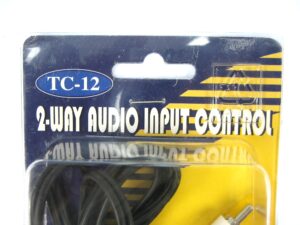 TC-12
2-WAY AUDIO INPUT CONTROL